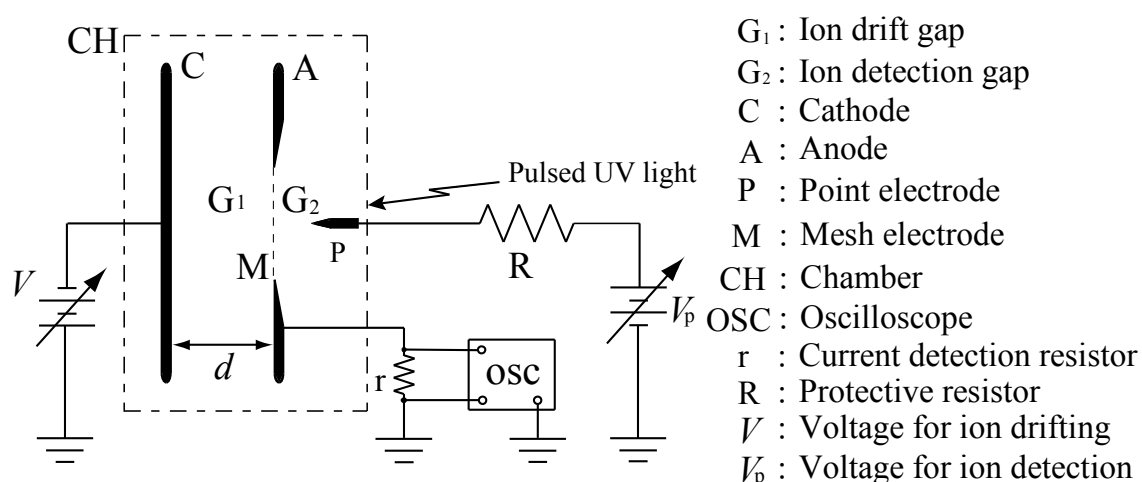 CH
C
A
G₁
G₂
Pulsed UV light
P
R
M
V
Vₚ
d
r
OSC
G₁ : Ion drift gap
G₂ : Ion detection gap
C : Cathode
A : Anode
P : Point electrode
M : Mesh electrode
CH : Chamber
OSC : Oscilloscope
r : Current detection resistor
R : Protective resistor
V : Voltage for ion drifting
Vₚ : Voltage for ion detection